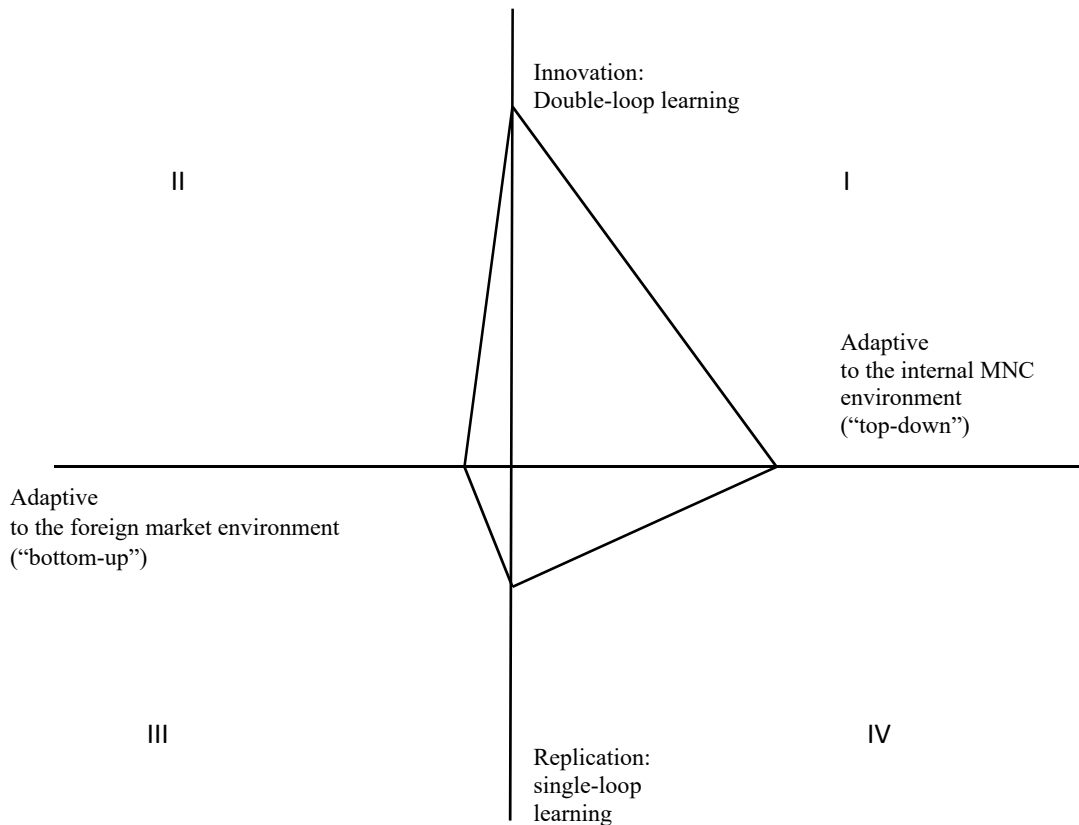 Innovation:
Double-loop learning
II
I
Adaptive
to the internal MNC
environment
(“top-down”)
Adaptive
to the foreign market environment
(“bottom-up”)
III
IV
Replication:
single-loop
learning